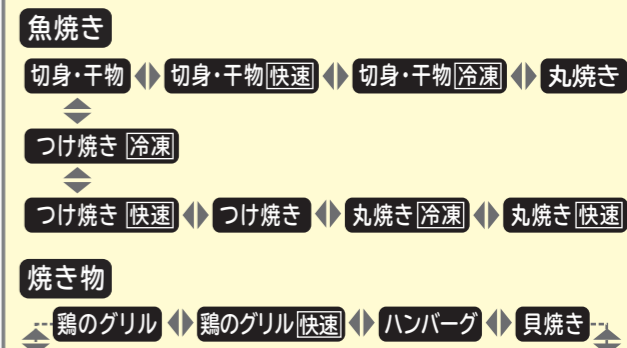 魚焼き
切身・干物 切身・干物 快速 切身・干物 冷凍 丸焼き
つけ焼き 冷凍
つけ焼き 快速 つけ焼き 丸焼き 冷凍 丸焼き 快速
焼き物
鶏のグリル 鶏のグリル 快速 ハンバーグ 貝焼き